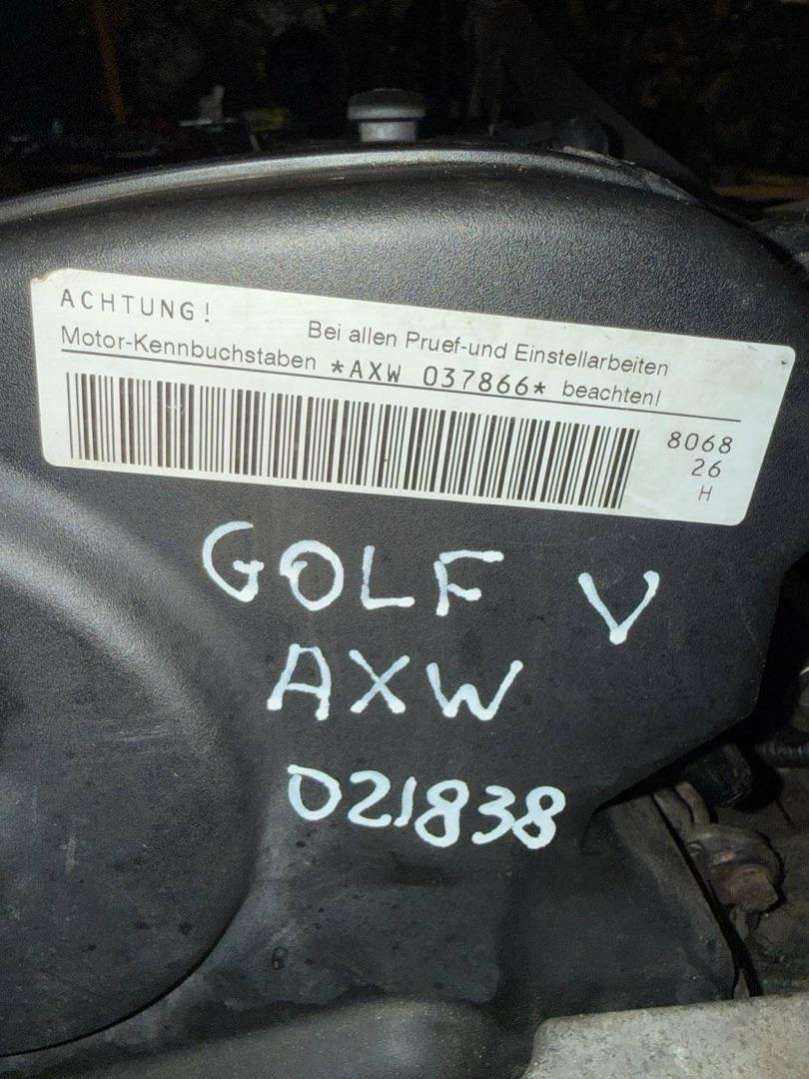 ACHTUNG! Bei allen Pruef-und Einstellarbeiten
Motor-Kennbuchstaben *AXW 037866* beachten!
8068
26
H
GOLF V
AXW
021838